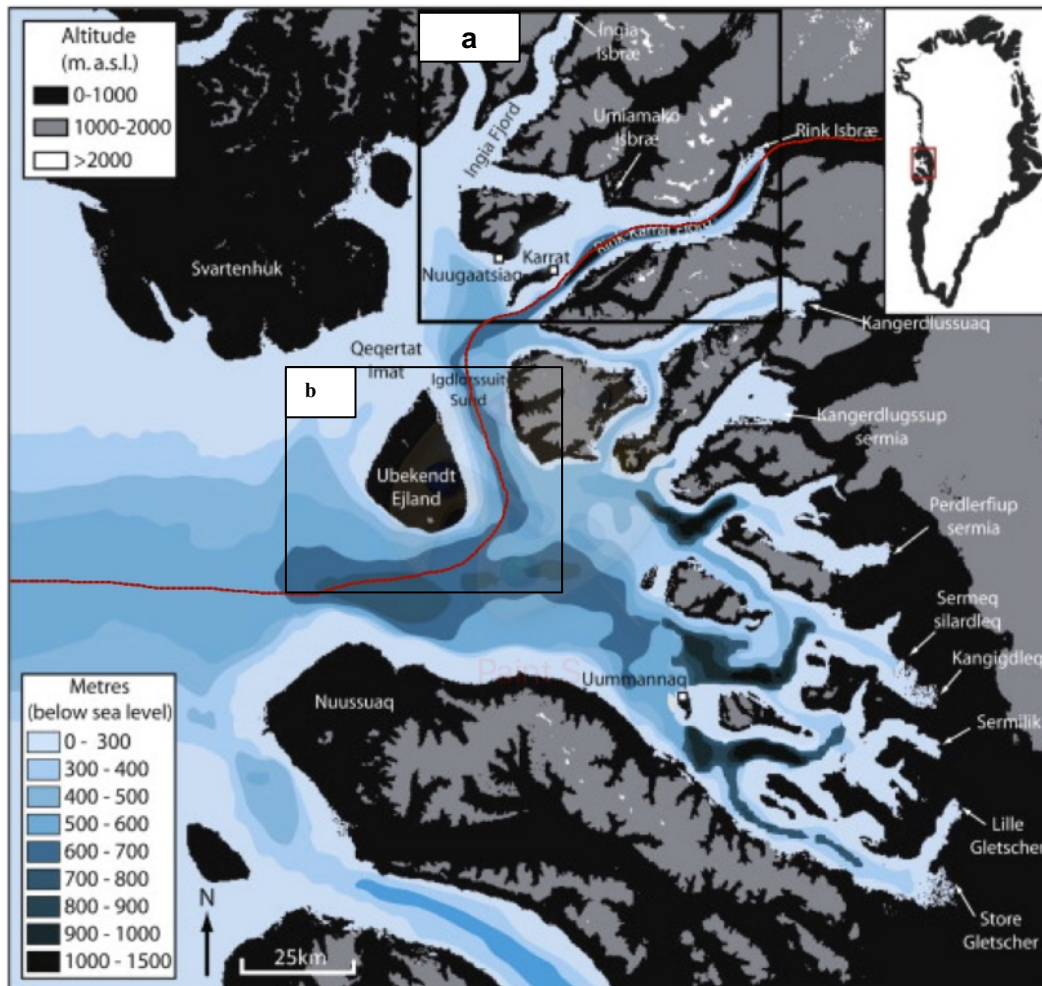 Altitude
(m. a.s.l.)
0-1000
1000-2000
>2000
a
Ingia
Isbræ
Umiamako
Isbræ
Rink Isbræ
Ingia Fjord
Rink-Karrat Fjord
Karrat
Nuugaatsiaq
Svartenhuk
Kangerdlussuaq
Qeqertat
Imat
Igdlorssuit
Sund
b
Kangerdlugssup
sermia
Ubekendt
Ejland
Perdlerfiup
sermia
Sermeq
silardleq
Kangigdleq
Uummannaq
Nuussuaq
Sermilik
Metres
(below sea level)
0 - 300
300 - 400
400 - 500
500 - 600
600 - 700
700 - 800
800 - 900
900 - 1000
1000 - 1500
Lille
Gletscher
Store
Gletscher
N
25km
Paint S